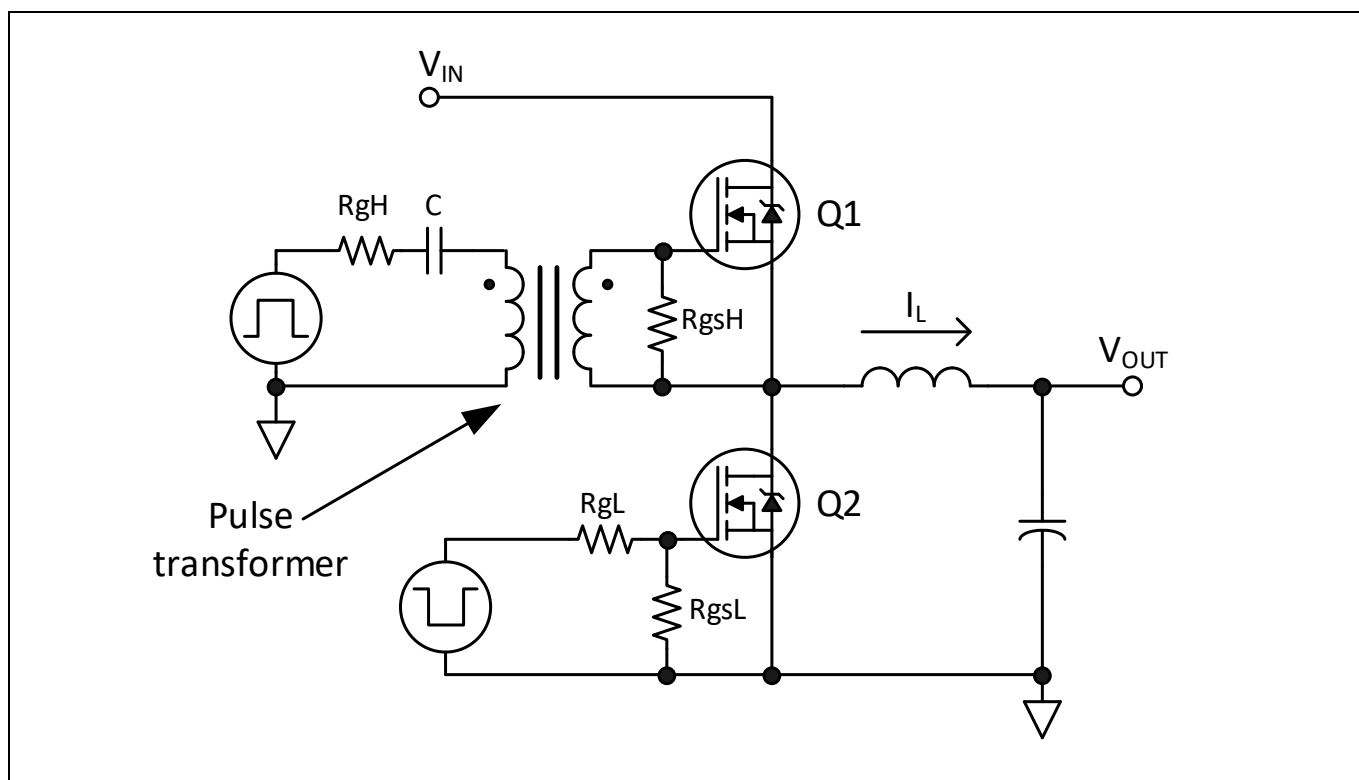 V_IN
RgH
C
Q1
RgsH
I_L
V_OUT
Pulse
transformer
RgL
Q2
RgsL